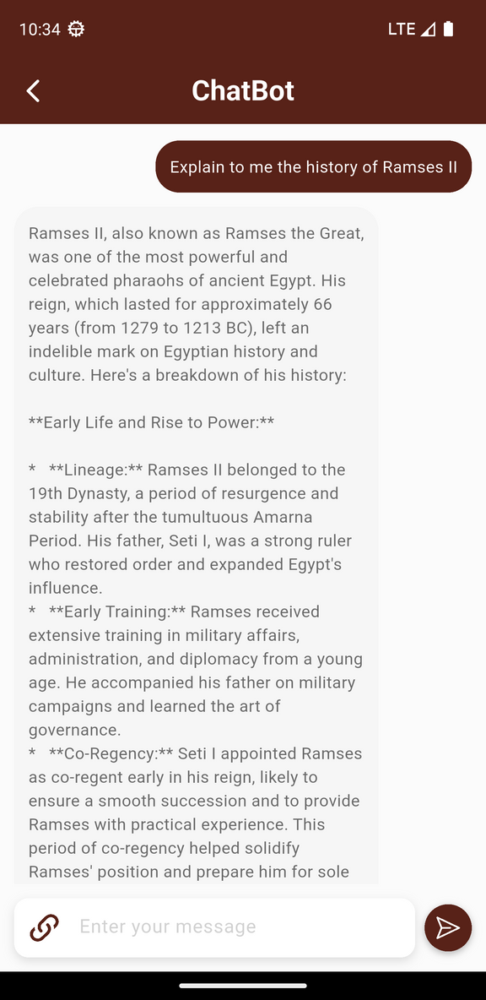 10:34 LTE
ChatBot
Explain to me the history of Ramses II
Ramses II, also known as Ramses the Great,
was one of the most powerful and
celebrated pharaohs of ancient Egypt. His
reign, which lasted for approximately 66
years (from 1279 to 1213 BC), left an
indelible mark on Egyptian history and
culture. Here's a breakdown of his history:
**Early Life and Rise to Power:**
*   **Lineage:** Ramses II belonged to the
19th Dynasty, a period of resurgence and
stability after the tumultuous Amarna
Period. His father, Seti I, was a strong ruler
who restored order and expanded Egypt's
influence.
*   **Early Training:** Ramses received
extensive training in military affairs,
administration, and diplomacy from a young
age. He accompanied his father on military
campaigns and learned the art of
governance.
*   **Co-Regency:** Seti I appointed Ramses
as co-regent early in his reign, likely to
ensure a smooth succession and to provide
Ramses with practical experience. This
period of co-regency helped solidify
Ramses' position and prepare him for sole
Enter your message